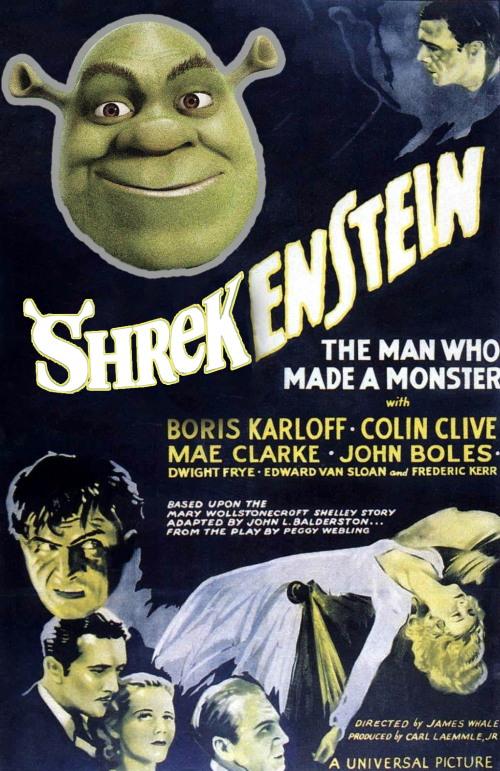 SHREKENSTEIN
THE MAN WHO
MADE A MONSTER
with
BORIS KARLOFF · COLIN CLIVE
MAE CLARKE · JOHN BOLES ·
DWIGHT FRYE · EDWARD VAN SLOAN and FREDERIC KERR
BASED UPON THE
MARY WOLLSTONECROFT SHELLEY STORY
ADAPTED BY JOHN L. BALDERSTON...
FROM THE PLAY BY PEGGY WEBLING
DIRECTED by JAMES WHALE
PRODUCED by CARL LAEMMLE, JR.
A UNIVERSAL PICTURE